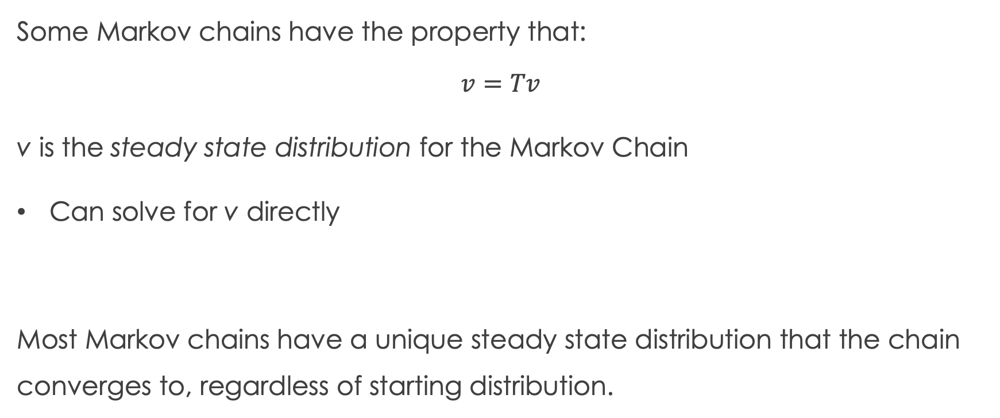 Some Markov chains have the property that:
v = Tv
v is the steady state distribution for the Markov Chain
• Can solve for v directly
Most Markov chains have a unique steady state distribution that the chain
converges to, regardless of starting distribution.